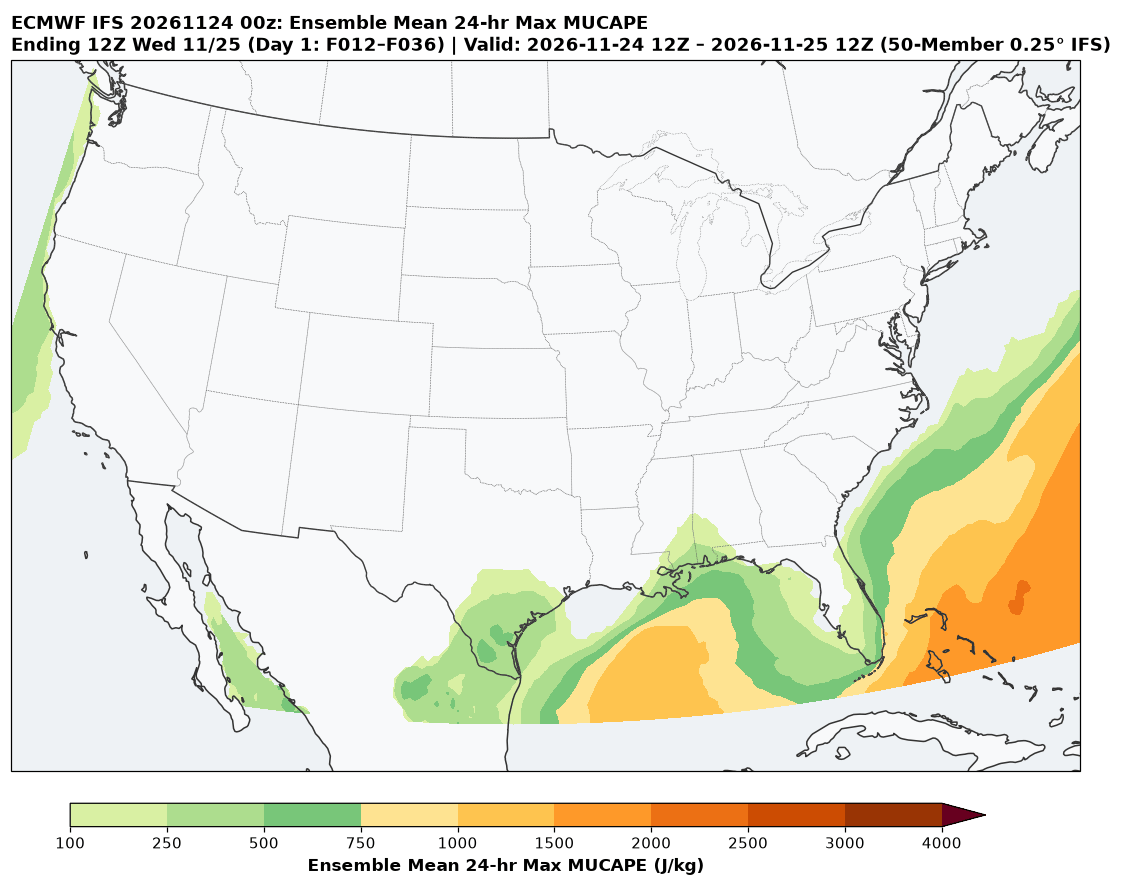 ECMWF IFS 20261124 00z: Ensemble Mean 24-hr Max MUCAPE
Ending 12Z Wed 11/25 (Day 1: F012–F036) | Valid: 2026-11-24 12Z – 2026-11-25 12Z (50-Member 0.25° IFS)
100 250 500 750 1000 1500 2000 2500 3000 4000
Ensemble Mean 24-hr Max MUCAPE (J/kg)